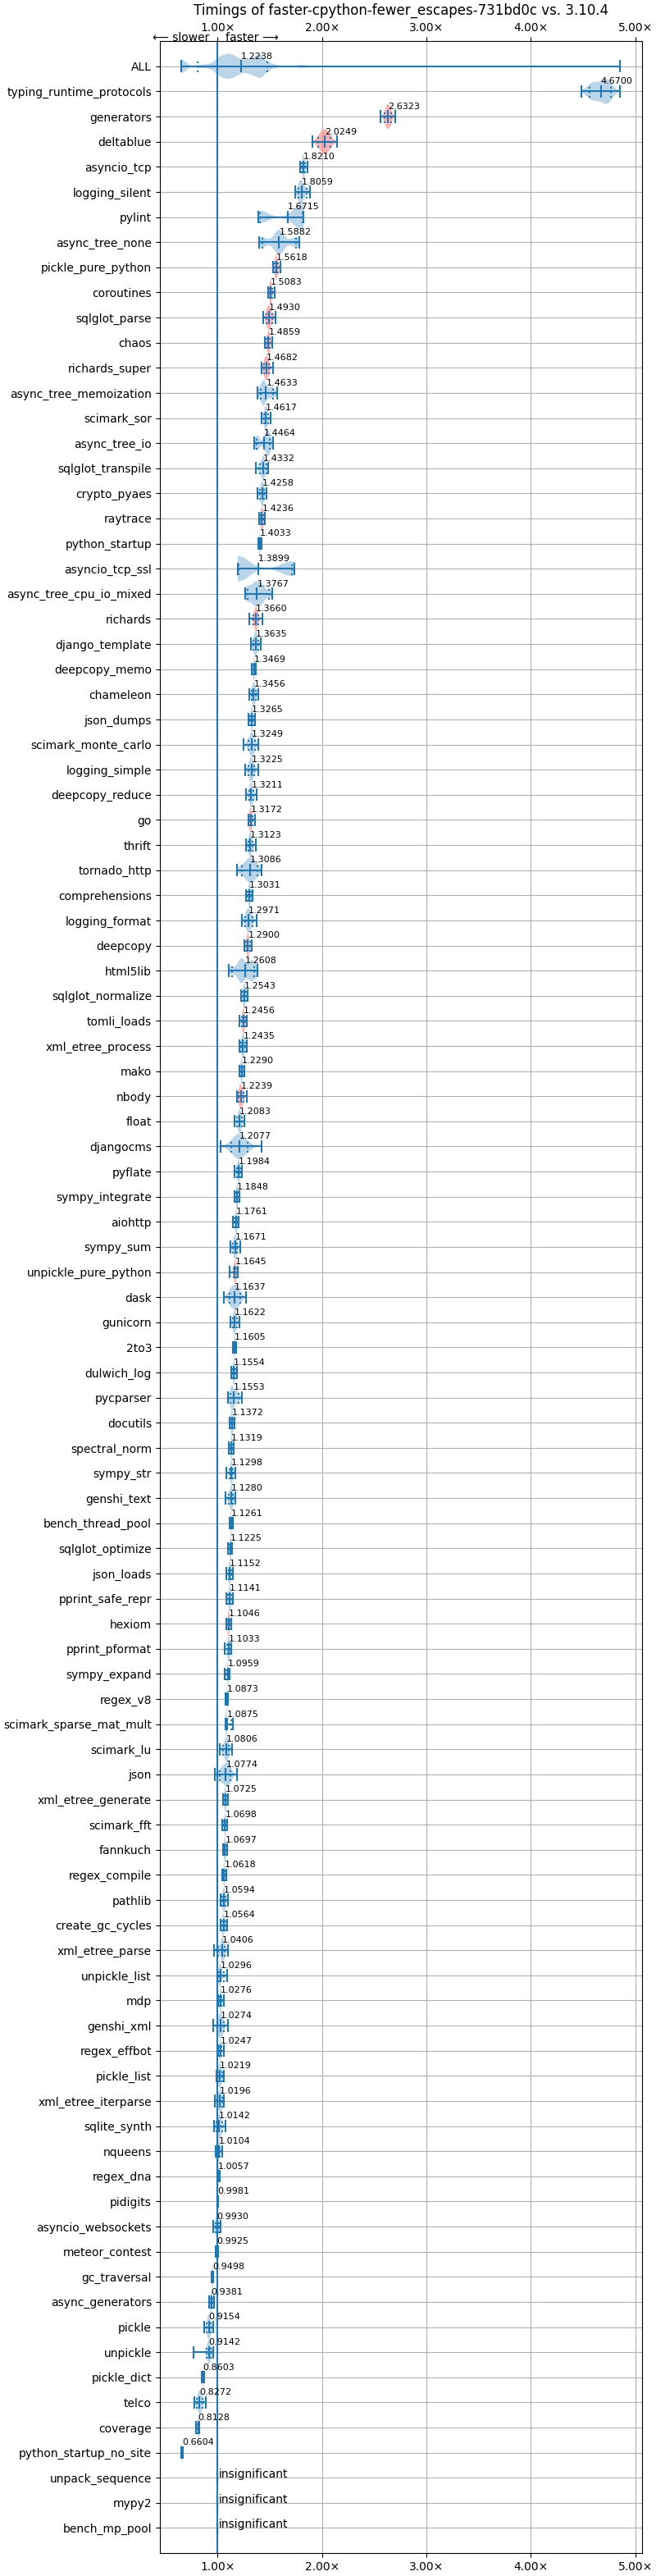 Timings of faster-cpython-fewer_escapes-731bd0c vs. 3.10.4
1.00× 2.00× 3.00× 4.00× 5.00×
⟵ slower faster ⟶
ALL 1.2238
typing_runtime_protocols 4.6700
generators 2.6323
deltablue 2.0249
asyncio_tcp 1.8210
logging_silent 1.8059
pylint 1.6715
async_tree_none 1.5882
pickle_pure_python 1.5618
coroutines 1.5083
sqlglot_parse 1.4930
chaos 1.4859
richards_super 1.4682
async_tree_memoization 1.4633
scimark_sor 1.4617
async_tree_io 1.4464
sqlglot_transpile 1.4332
crypto_pyaes 1.4258
raytrace 1.4236
python_startup 1.4033
asyncio_tcp_ssl 1.3899
async_tree_cpu_io_mixed 1.3767
richards 1.3660
django_template 1.3635
deepcopy_memo 1.3469
chameleon 1.3456
json_dumps 1.3265
scimark_monte_carlo 1.3249
logging_simple 1.3225
deepcopy_reduce 1.3211
go 1.3172
thrift 1.3123
tornado_http 1.3086
comprehensions 1.3031
logging_format 1.2971
deepcopy 1.2900
html5lib 1.2608
sqlglot_normalize 1.2543
tomli_loads 1.2456
xml_etree_process 1.2435
mako 1.2290
nbody 1.2239
float 1.2083
djangocms 1.2077
pyflate 1.1984
sympy_integrate 1.1848
aiohttp 1.1761
sympy_sum 1.1671
unpickle_pure_python 1.1645
dask 1.1637
gunicorn 1.1622
2to3 1.1605
dulwich_log 1.1554
pycparser 1.1553
docutils 1.1372
spectral_norm 1.1319
sympy_str 1.1298
genshi_text 1.1280
bench_thread_pool 1.1261
sqlglot_optimize 1.1225
json_loads 1.1152
pprint_safe_repr 1.1141
hexiom 1.1046
pprint_pformat 1.1033
sympy_expand 1.0959
regex_v8 1.0873
scimark_sparse_mat_mult 1.0875
scimark_lu 1.0806
json 1.0774
xml_etree_generate 1.0725
scimark_fft 1.0698
fannkuch 1.0697
regex_compile 1.0618
pathlib 1.0594
create_gc_cycles 1.0564
xml_etree_parse 1.0406
unpickle_list 1.0296
mdp 1.0276
genshi_xml 1.0274
regex_effbot 1.0247
pickle_list 1.0219
xml_etree_iterparse 1.0196
sqlite_synth 1.0142
nqueens 1.0104
regex_dna 1.0057
pidigits 0.9981
asyncio_websockets 0.9930
meteor_contest 0.9925
gc_traversal 0.9498
async_generators 0.9381
pickle 0.9154
unpickle 0.9142
pickle_dict 0.8603
telco 0.8272
coverage 0.8128
python_startup_no_site 0.6604
unpack_sequence insignificant
mypy2 insignificant
bench_mp_pool insignificant
1.00× 2.00× 3.00× 4.00× 5.00×